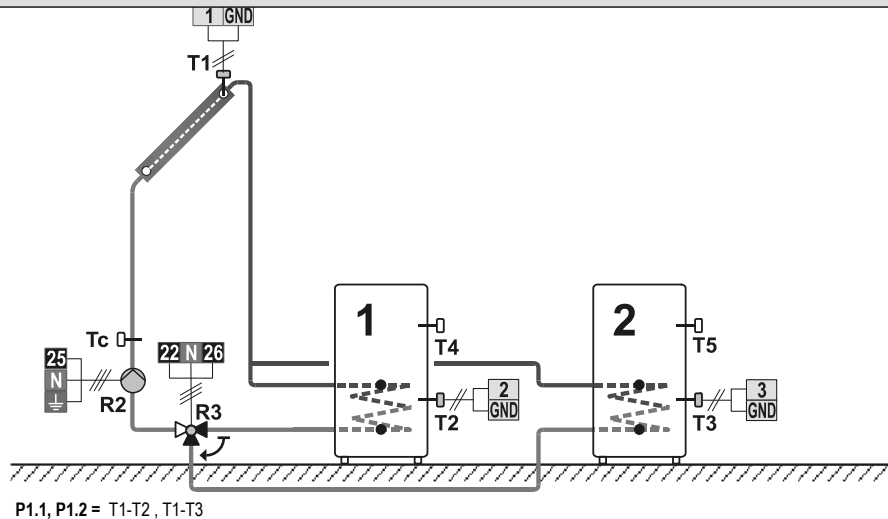 1 GND
T1
1
2
Tc
T4
T5
25
N
22 N 26
R2
R3
2
GND
T2
3
GND
T3
P1.1, P1.2 = T1-T2 , T1-T3